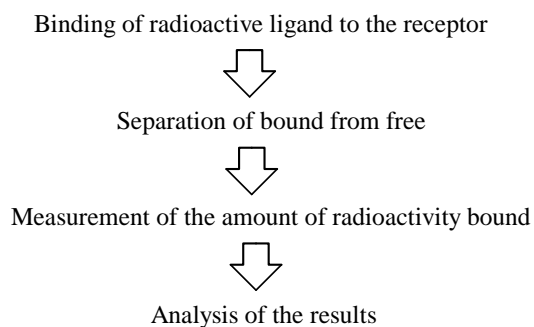 Binding of radioactive ligand to the receptor
Separation of bound from free
Measurement of the amount of radioactivity bound
Analysis of the results